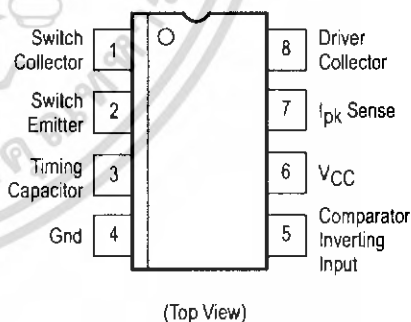 Switch
Collector
1
8
Driver
Collector
Switch
Emitter
2
7
Ipk Sense
Timing
Capacitor
3
6
VCC
Gnd
4
5
Comparator
Inverting
Input
(Top View)